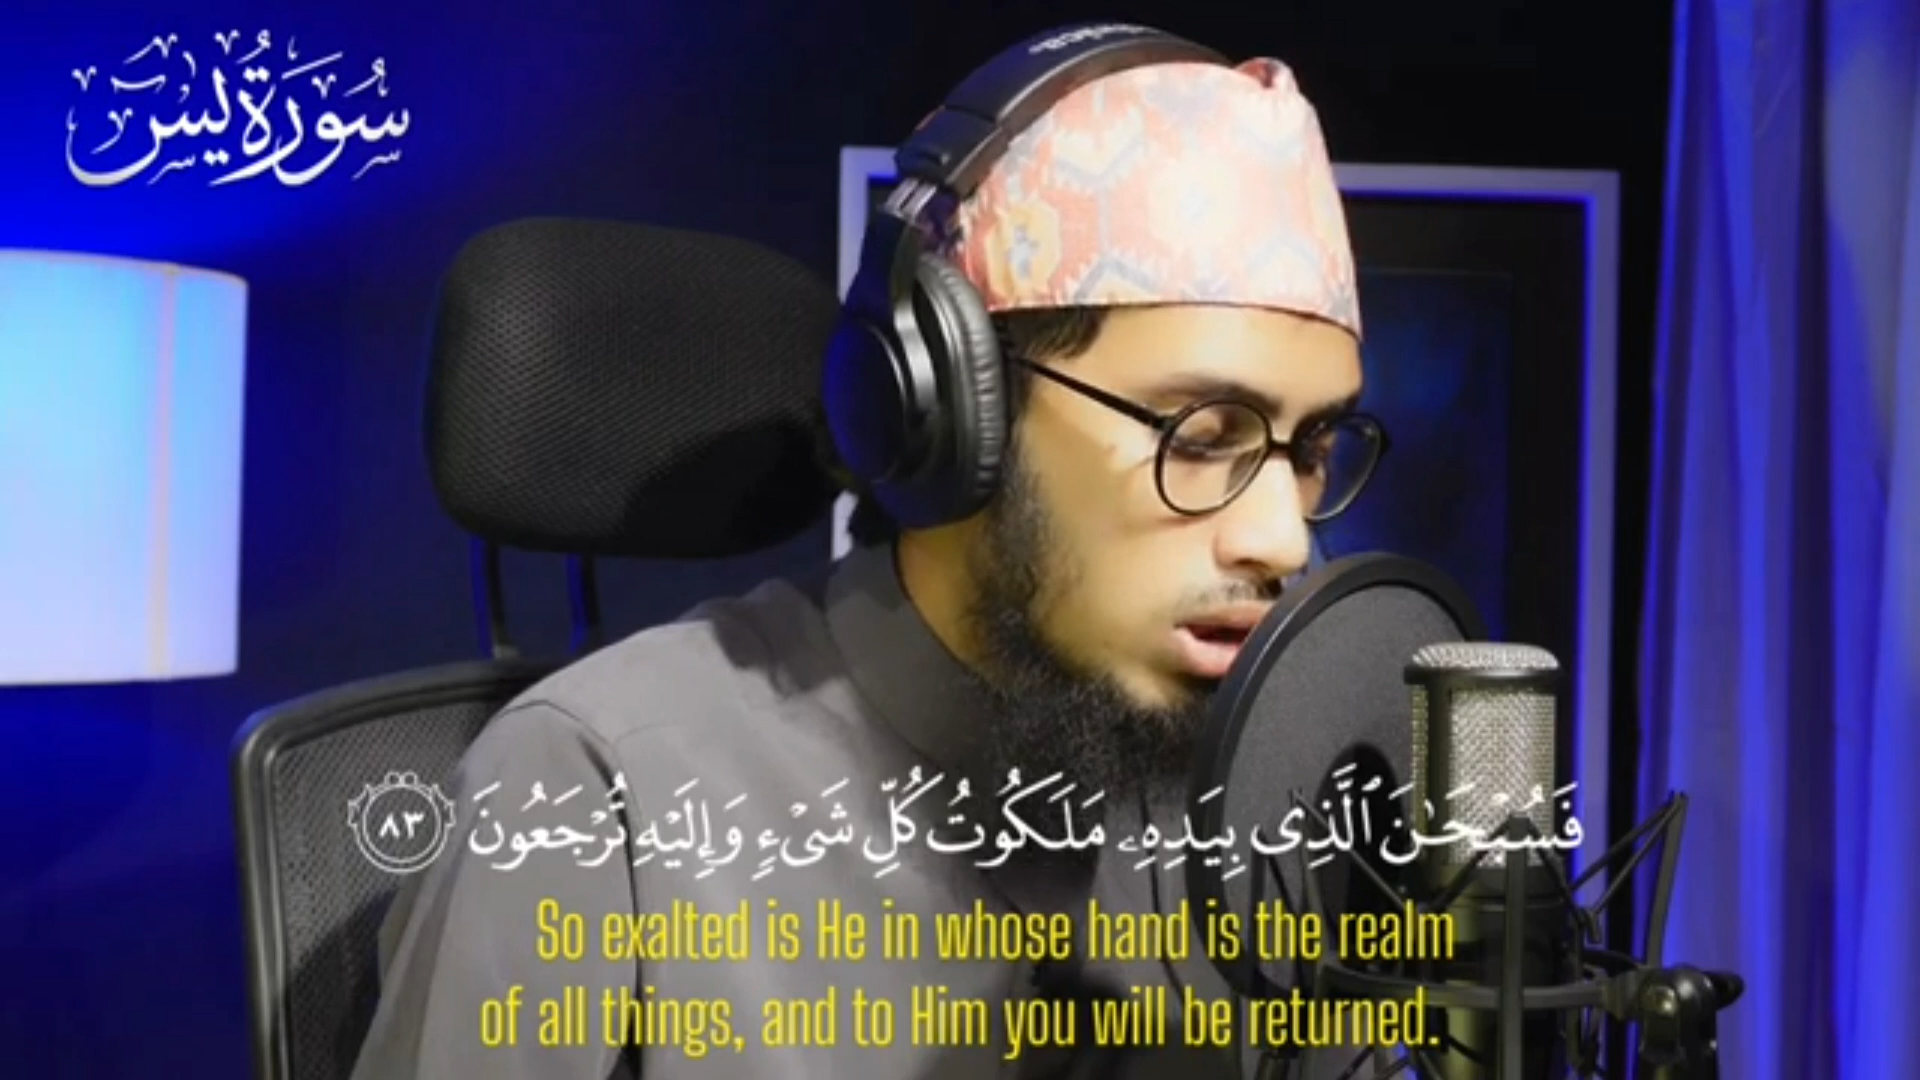 سُورَةُ يٰسٓ
فَسُبْحَـٰنَ ٱلَّذِى بِيَدِهِۦ مَلَكُوتُ كُلِّ شَىْءٍ وَإِلَيْهِ تُرْجَعُونَ ٨٣
So exalted is He in whose hand is the realm
of all things, and to Him you will be returned.